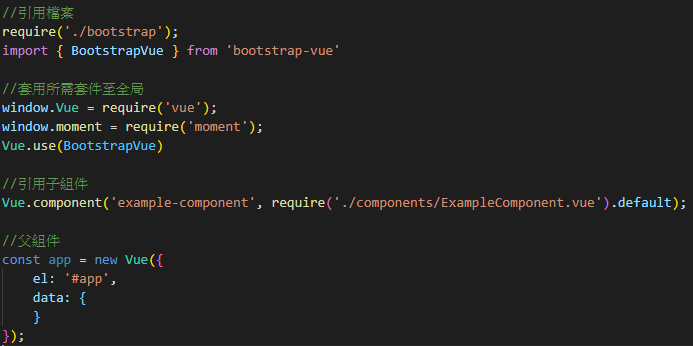 //引用檔案
require('./bootstrap');
import { BootstrapVue } from 'bootstrap-vue'
//套用所需套件至全局
window.Vue = require('vue');
window.moment = require('moment');
Vue.use(BootstrapVue)
//引用子組件
Vue.component('example-component', require('./components/ExampleComponent.vue').default);
//父組件
const app = new Vue({
    el: '#app',
    data: {
    }
});